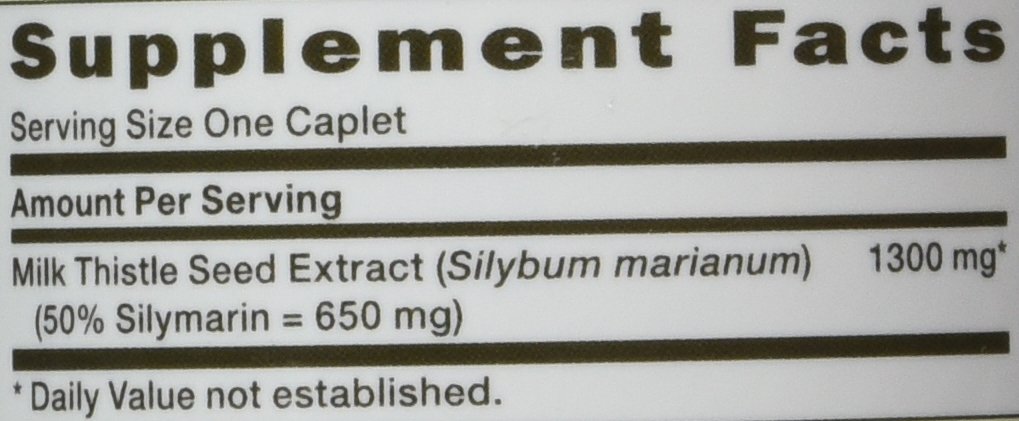 Supplement Facts
Serving Size One Caplet
Amount Per Serving
Milk Thistle Seed Extract (Silybum marianum) 1300 mg*
(50% Silymarin = 650 mg)
* Daily Value not established.